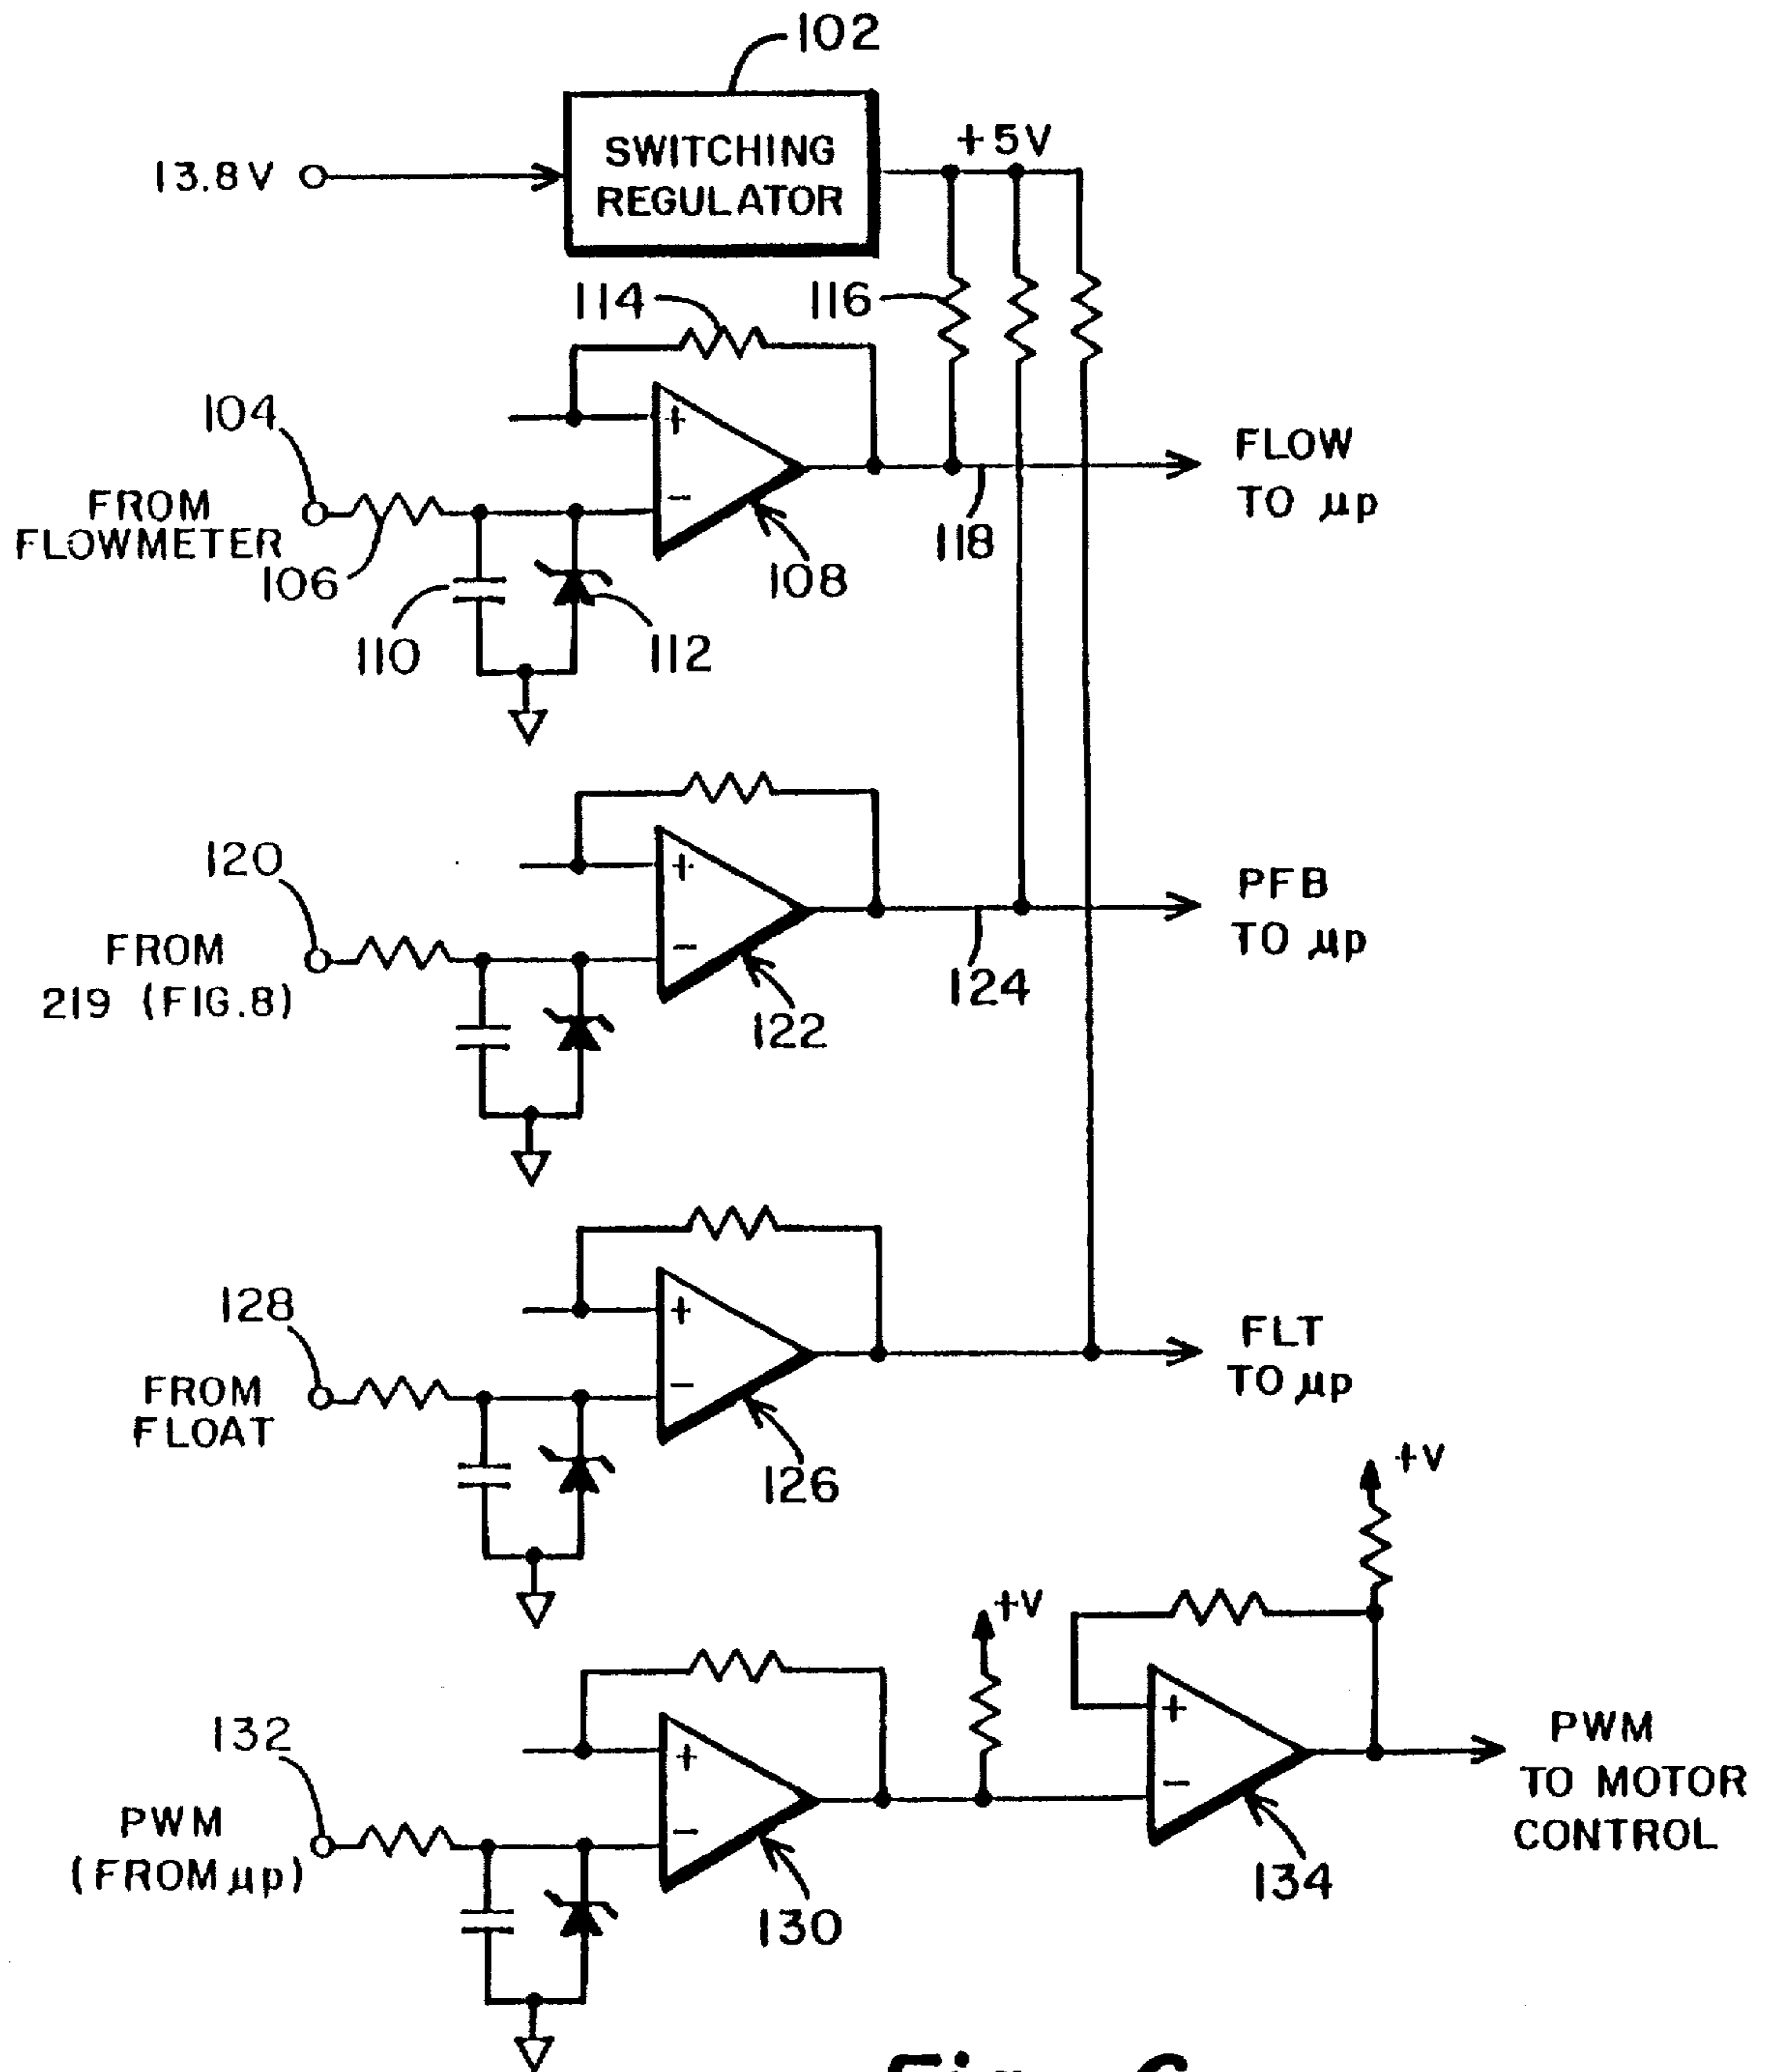 102
SWITCHING
REGULATOR
+5V
13.8V
114
116
104
+
-
FROM
FLOWMETER
106
FLOW
TO µp
118
108
110
112
120
+
-
FROM
219 (FIG.8)
PFB
TO µp
124
122
128
+
-
FROM
FLOAT
FLT
TO µp
126
+V
+V
132
+
-
PWM
(FROM µp)
130
+
-
PWM
TO MOTOR
CONTROL
134